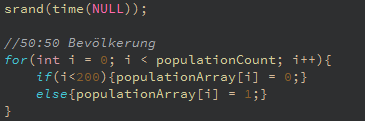 srand(time(NULL));
//50:50 Bevölkerung
for(int i = 0; i < populationCount; i++){
if(i<200){populationArray[i] = 0;}
else{populationArray[i] = 1;}
}